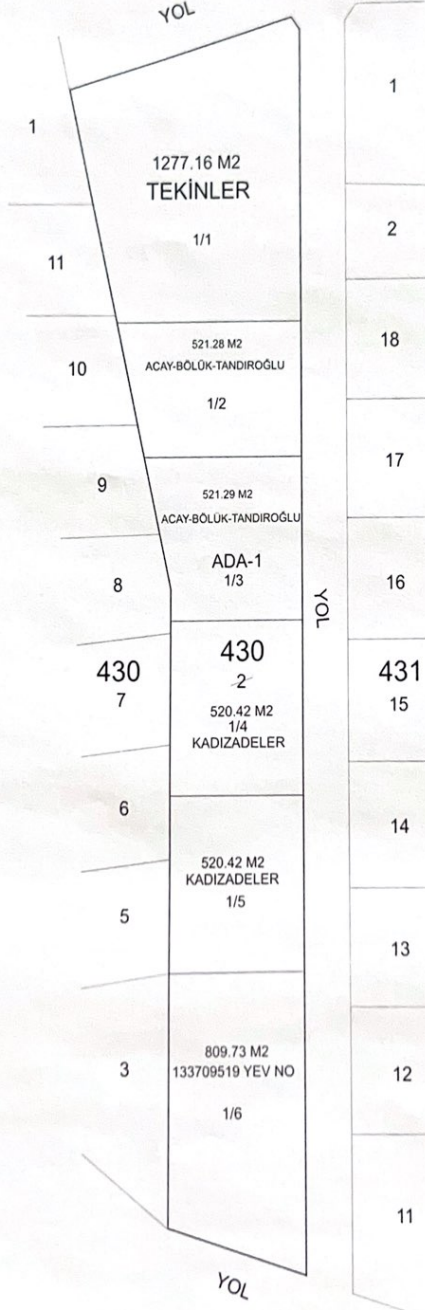 YOL
1
11
10
9
8
430
7
6
5
3
1277.16 M2
TEKİNLER
1/1
521.28 M2
ACAY-BÖLÜK-TANDIROĞLU
1/2
521.29 M2
ACAY-BÖLÜK-TANDIROĞLU
ADA-1
1/3
430
2
520.42 M2
1/4
KADIZADELER
520.42 M2
KADIZADELER
1/5
809.73 M2
133709519 YEV NO
1/6
YOL
YOL
1
2
18
17
16
431
15
14
13
12
11